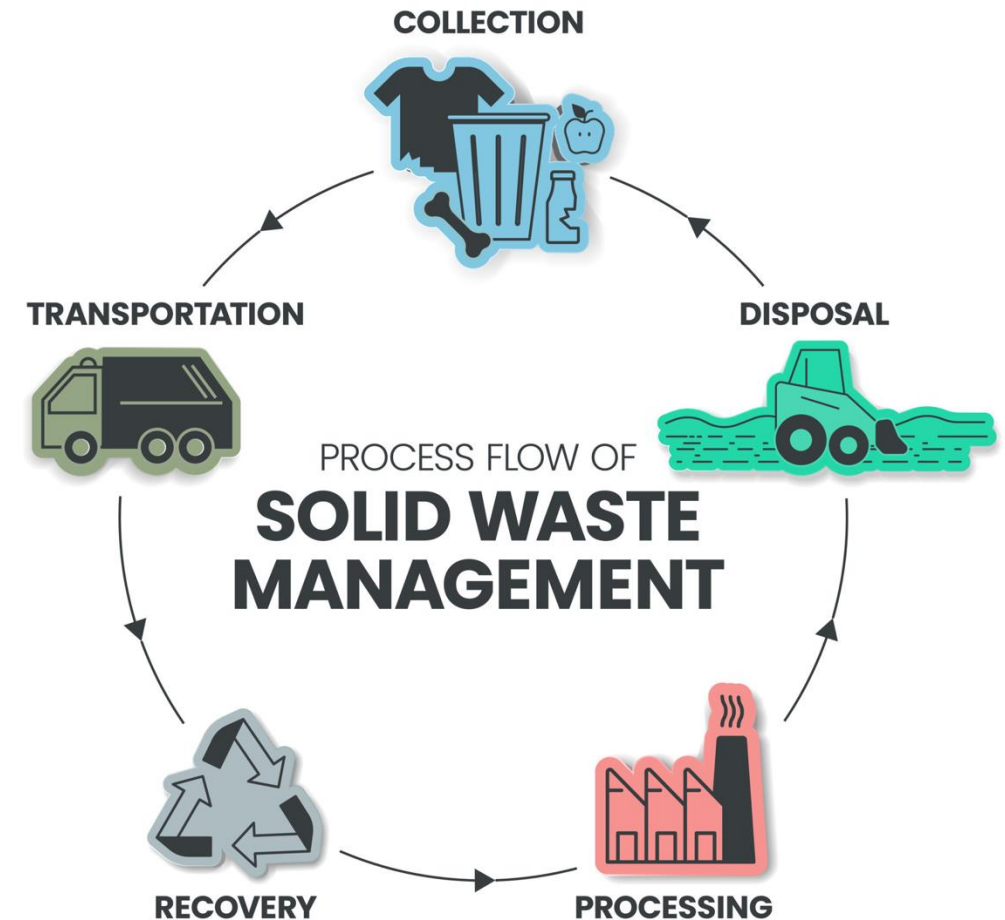 COLLECTION
TRANSPORTATION
DISPOSAL
PROCESS FLOW OF
SOLID WASTE
MANAGEMENT
RECOVERY
PROCESSING